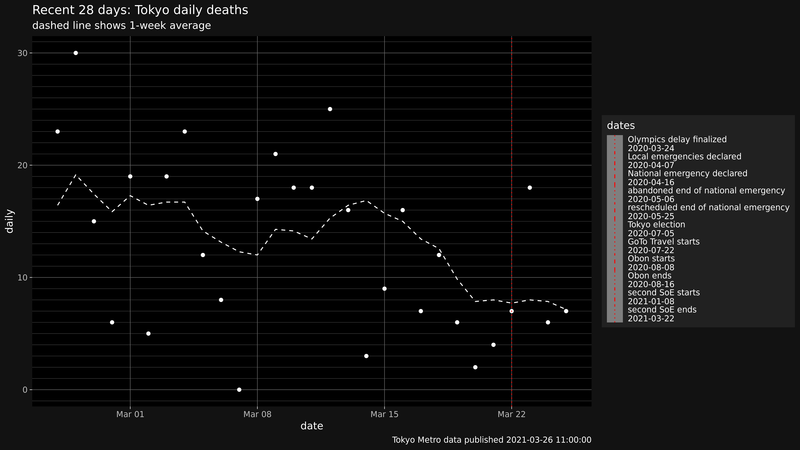 Recent 28 days: Tokyo daily deaths
dashed line shows 1-week average
30
20
10
0
daily
Mar 01
Mar 08
Mar 15
Mar 22
date
dates
Olympics delay finalized
2020-03-24
Local emergencies declared
2020-04-07
National emergency declared
2020-04-16
abandoned end of national emergency
2020-05-06
rescheduled end of national emergency
2020-05-25
Tokyo election
2020-07-05
GoTo Travel starts
2020-07-22
Obon starts
2020-08-08
Obon ends
2020-08-16
second SoE starts
2021-01-08
second SoE ends
2021-03-22
Tokyo Metro data published 2021-03-26 11:00:00